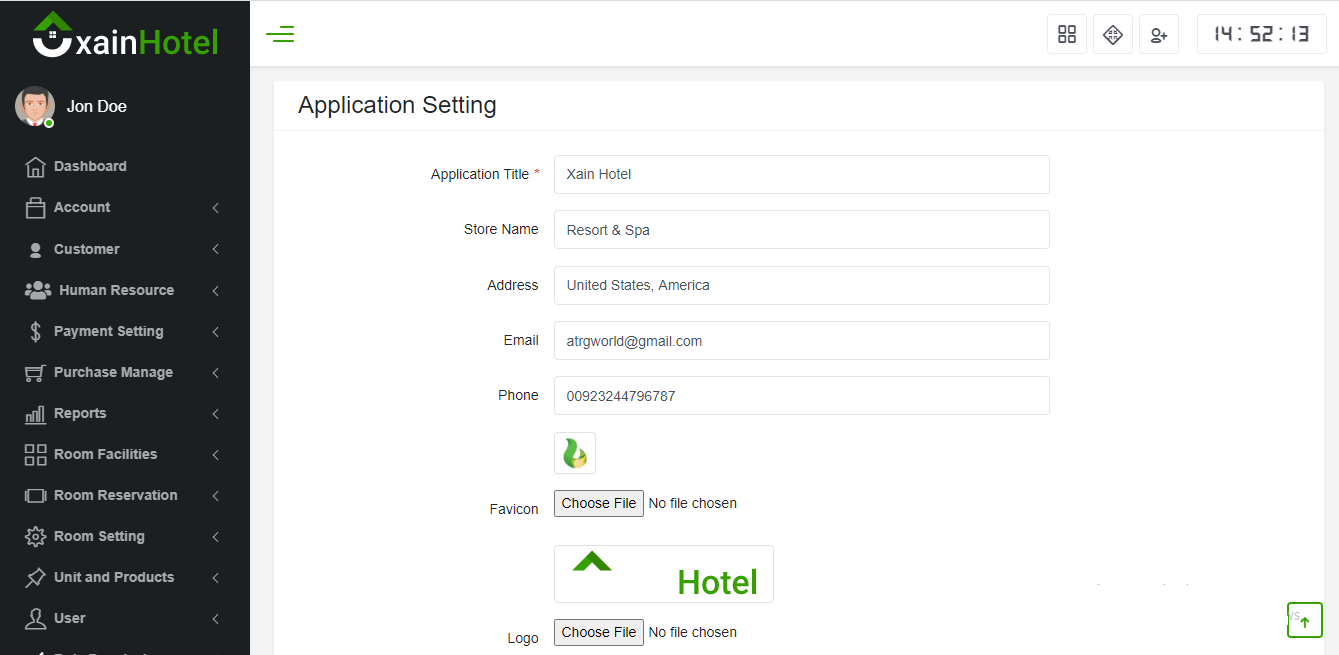 xainHotel
14:52:13
Jon Doe
Application Setting
Dashboard
Account
Customer
Human Resource
Payment Setting
Purchase Manage
Reports
Room Facilities
Room Reservation
Room Setting
Unit and Products
User
Application Title *
Xain Hotel
Store Name
Resort & Spa
Address
United States, America
Email
atrgworld@gmail.com
Phone
00923244796787
Favicon
Choose File No file chosen
Hotel
Logo
Choose File No file chosen